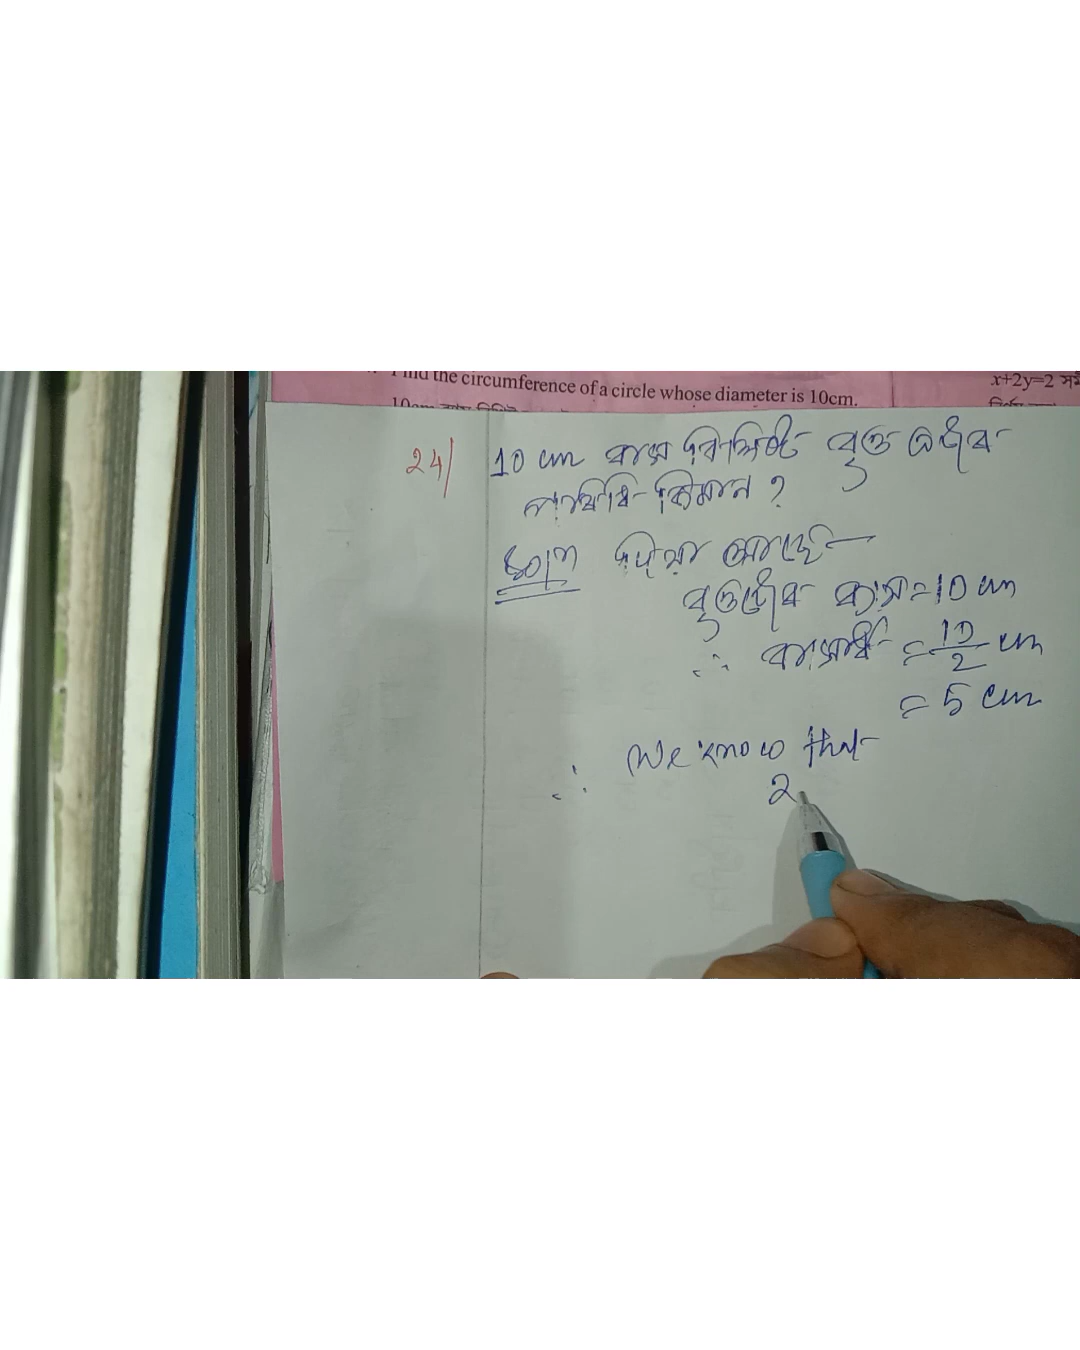 Find the circumference of a circle whose diameter is 10cm.
x+2y=2
10cm
24/ 10 cm ব্যাস বিশিষ্ট বৃত্ত এটাৰ
পৰিধি কিমান ?
Soln দিয়া আছে—
বৃত্তটোৰ ব্যাস = 10 cm
∴ ব্যাসাৰ্ধ = 10/2 cm
= 5 cm
∴ We know that
2